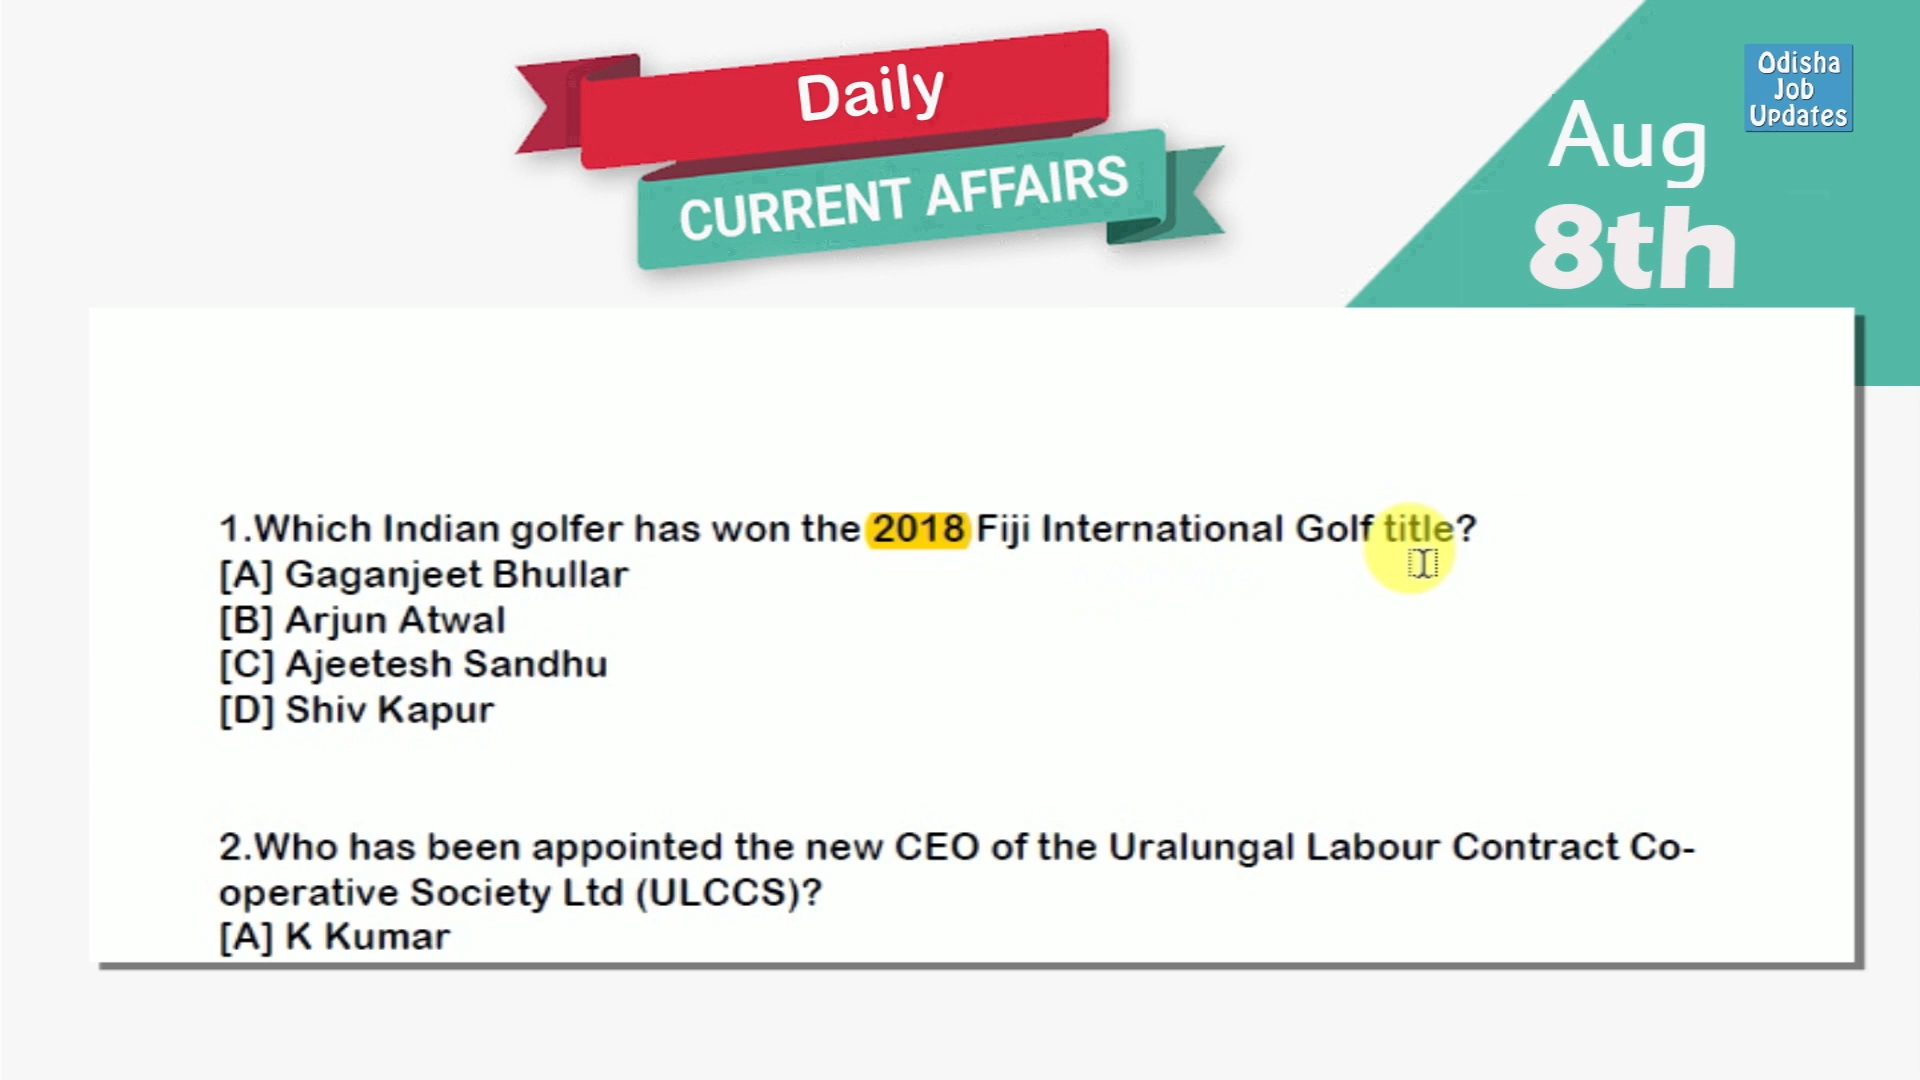 Daily
CURRENT AFFAIRS
Odisha
Job
Updates
Aug
8th
1.Which Indian golfer has won the 2018 Fiji International Golf title?
[A] Gaganjeet Bhullar
[B] Arjun Atwal
[C] Ajeetesh Sandhu
[D] Shiv Kapur
2.Who has been appointed the new CEO of the Uralungal Labour Contract Co-
operative Society Ltd (ULCCS)?
[A] K Kumar